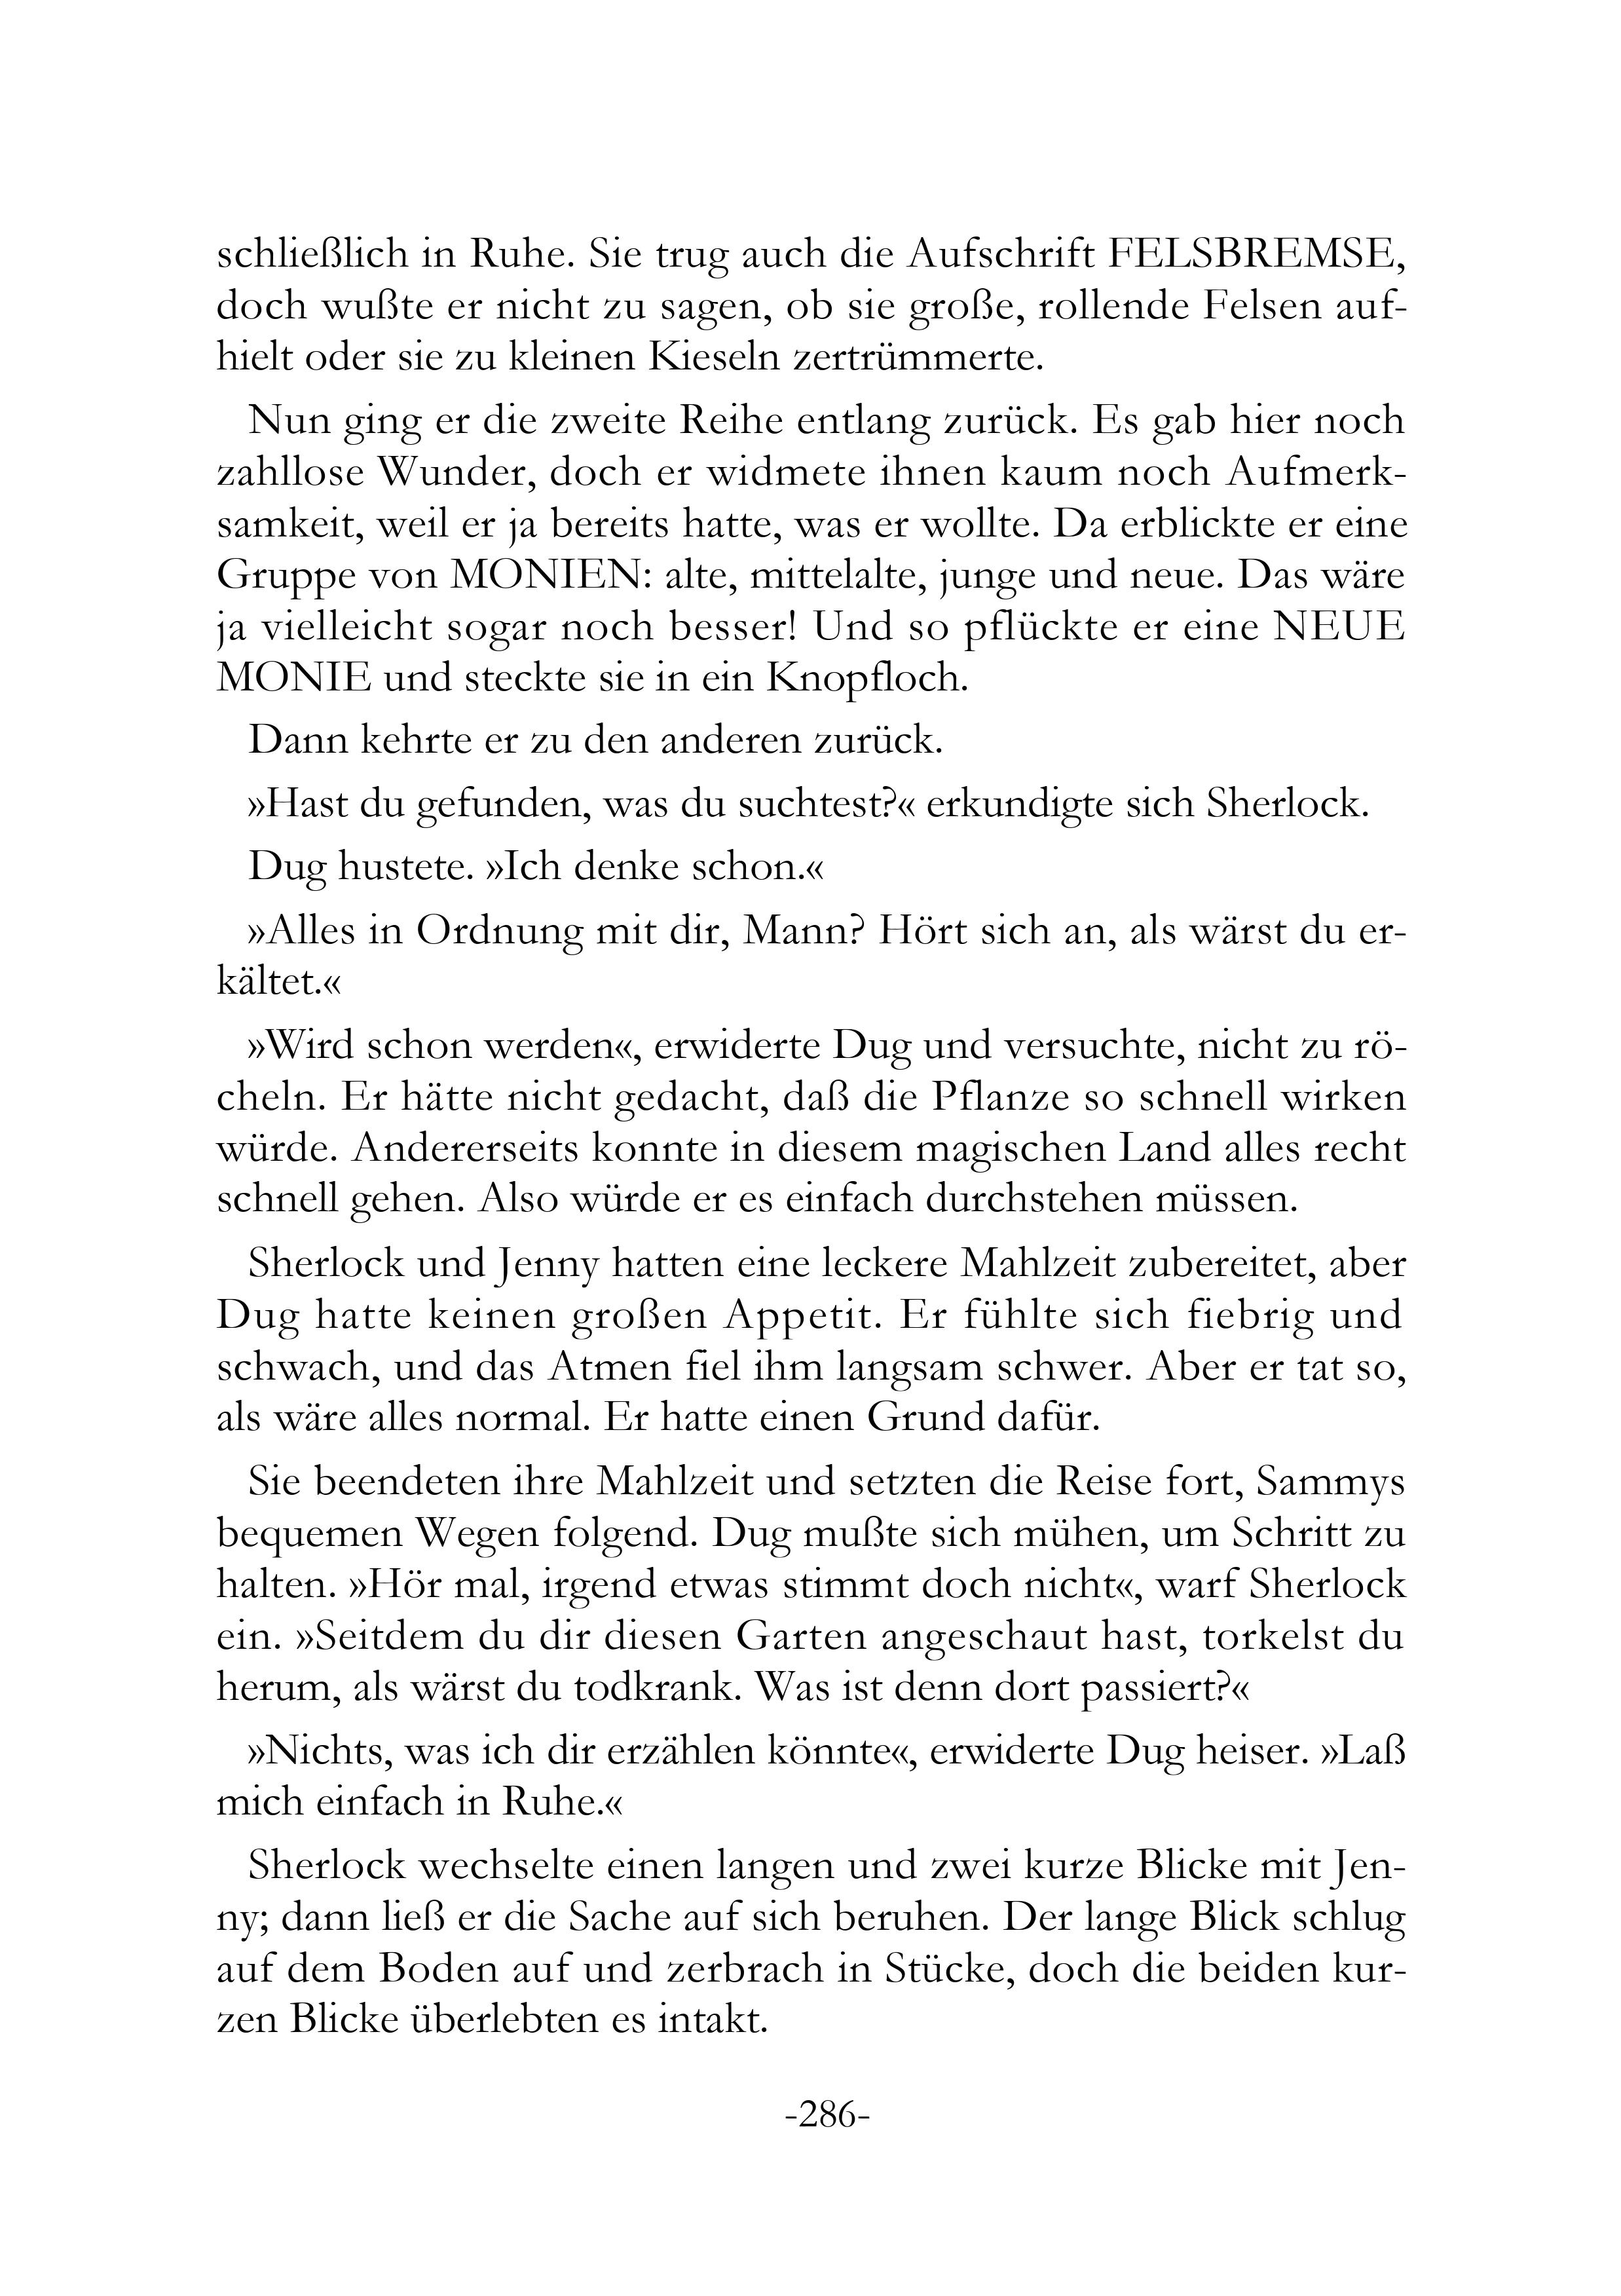 schließlich in Ruhe. Sie trug auch die Aufschrift FELSBREMSE,
doch wußte er nicht zu sagen, ob sie große, rollende Felsen auf-
hielt oder sie zu kleinen Kieseln zertrümmerte.
Nun ging er die zweite Reihe entlang zurück. Es gab hier noch
zahllose Wunder, doch er widmete ihnen kaum noch Aufmerk-
samkeit, weil er ja bereits hatte, was er wollte. Da erblickte er eine
Gruppe von MONIEN: alte, mittelalte, junge und neue. Das wäre
ja vielleicht sogar noch besser! Und so pflückte er eine NEUE
MONIE und steckte sie in ein Knopfloch.
Dann kehrte er zu den anderen zurück.
»Hast du gefunden, was du suchtest?« erkundigte sich Sherlock.
Dug hustete. »Ich denke schon.«
»Alles in Ordnung mit dir, Mann? Hört sich an, als wärst du er-
kältet.«
»Wird schon werden«, erwiderte Dug und versuchte, nicht zu rö-
cheln. Er hätte nicht gedacht, daß die Pflanze so schnell wirken
würde. Andererseits konnte in diesem magischen Land alles recht
schnell gehen. Also würde er es einfach durchstehen müssen.
Sherlock und Jenny hatten eine leckere Mahlzeit zubereitet, aber
Dug hatte keinen großen Appetit. Er fühlte sich fiebrig und
schwach, und das Atmen fiel ihm langsam schwer. Aber er tat so,
als wäre alles normal. Er hatte einen Grund dafür.
Sie beendeten ihre Mahlzeit und setzten die Reise fort, Sammys
bequemen Wegen folgend. Dug mußte sich mühen, um Schritt zu
halten. »Hör mal, irgend etwas stimmt doch nicht«, warf Sherlock
ein. »Seitdem du dir diesen Garten angeschaut hast, torkelst du
herum, als wärst du todkrank. Was ist denn dort passiert?«
»Nichts, was ich dir erzählen könnte«, erwiderte Dug heiser. »Laß
mich einfach in Ruhe.«
Sherlock wechselte einen langen und zwei kurze Blicke mit Jen-
ny; dann ließ er die Sache auf sich beruhen. Der lange Blick schlug
auf dem Boden auf und zerbrach in Stücke, doch die beiden kur-
zen Blicke überlebten es intakt.
-286-